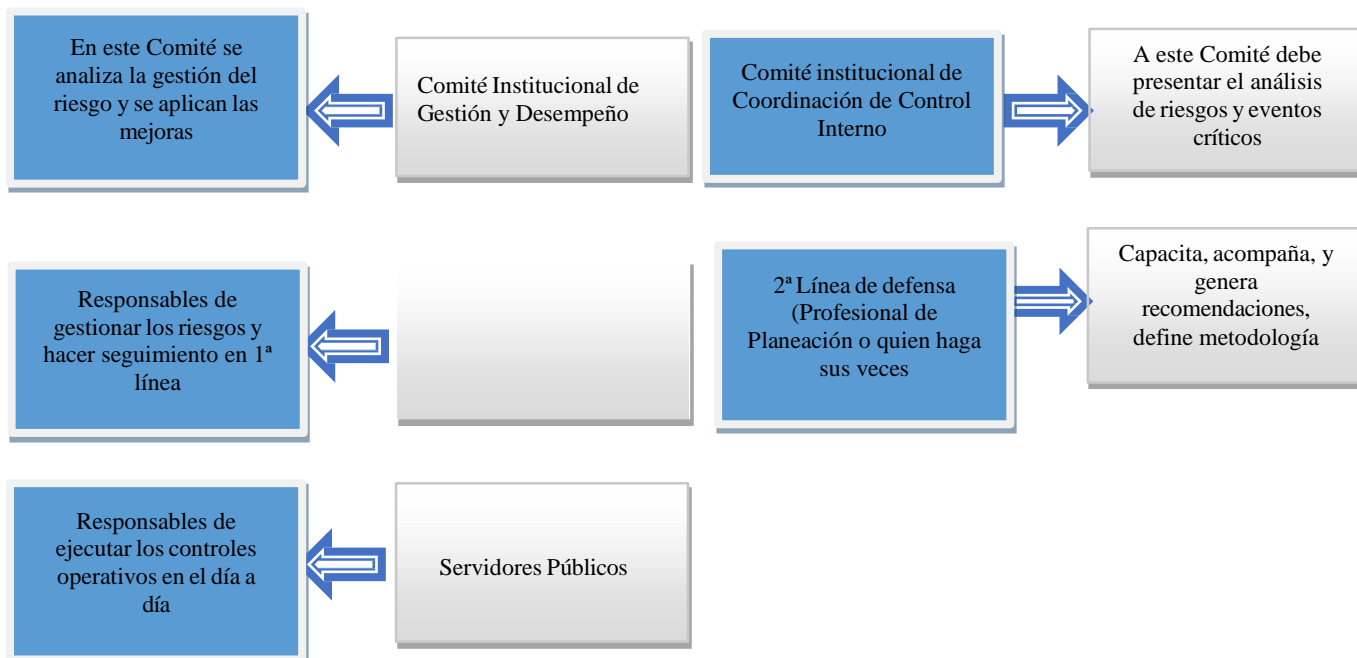 En este Comité se
analiza la gestión del
riesgo y se aplican las
mejoras
Comité Institucional de
Gestión y Desempeño
Comité institucional de
Coordinación de Control
Interno
A este Comité debe
presentar el análisis
de riesgos y eventos
críticos
Responsables de
gestionar los riesgos y
hacer seguimiento en 1ª
línea
2ª Línea de defensa
(Profesional de
Planeación o quien haga
sus veces
Capacita, acompaña, y
genera
recomendaciones,
define metodología
Responsables de
ejecutar los controles
operativos en el día a
día
Servidores Públicos